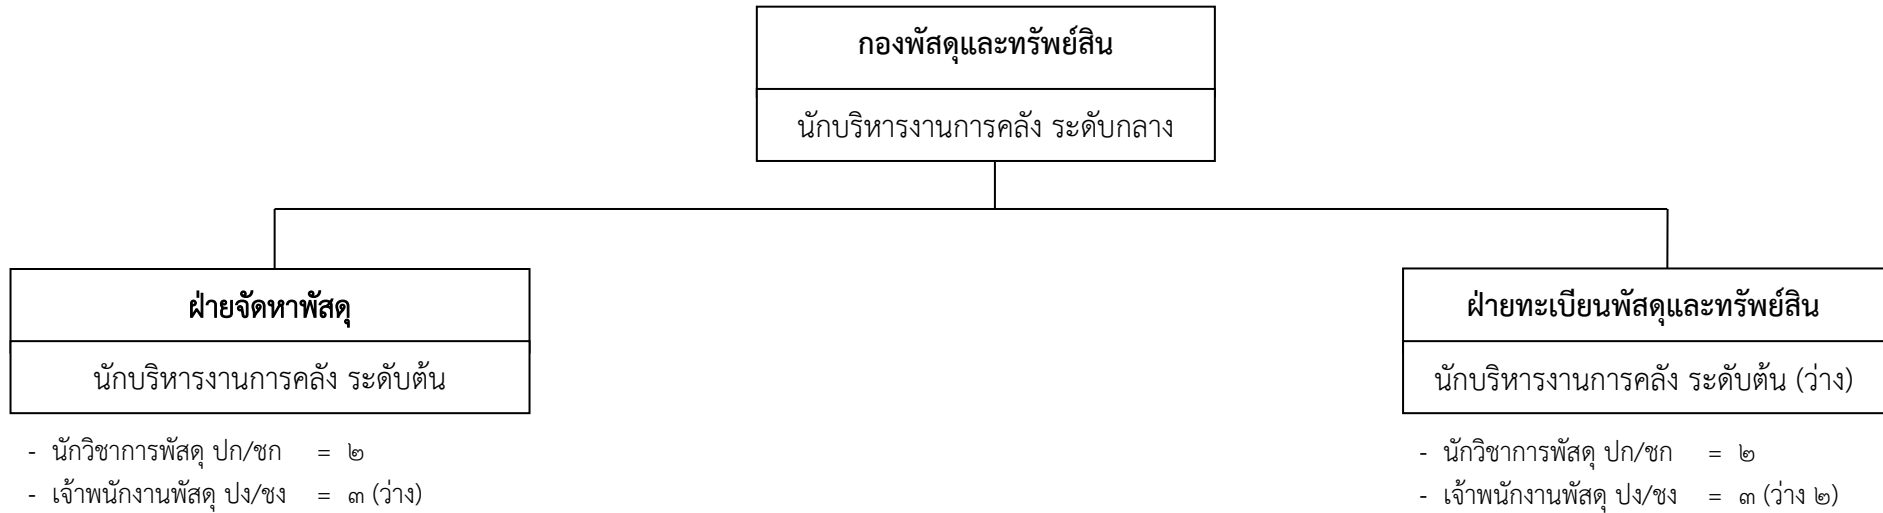 กองพัสดุและทรัพย์สิน
นักบริหารงานการคลัง ระดับกลาง
ฝ่ายจัดหาพัสดุ
นักบริหารงานการคลัง ระดับต้น
- นักวิชาการพัสดุ ปก/ชก = ๒
- เจ้าพนักงานพัสดุ ปง/ชง = ๓ (ว่าง)
ฝ่ายทะเบียนพัสดุและทรัพย์สิน
นักบริหารงานการคลัง ระดับต้น (ว่าง)
- นักวิชาการพัสดุ ปก/ชก = ๒
- เจ้าพนักงานพัสดุ ปง/ชง = ๓ (ว่าง ๒)